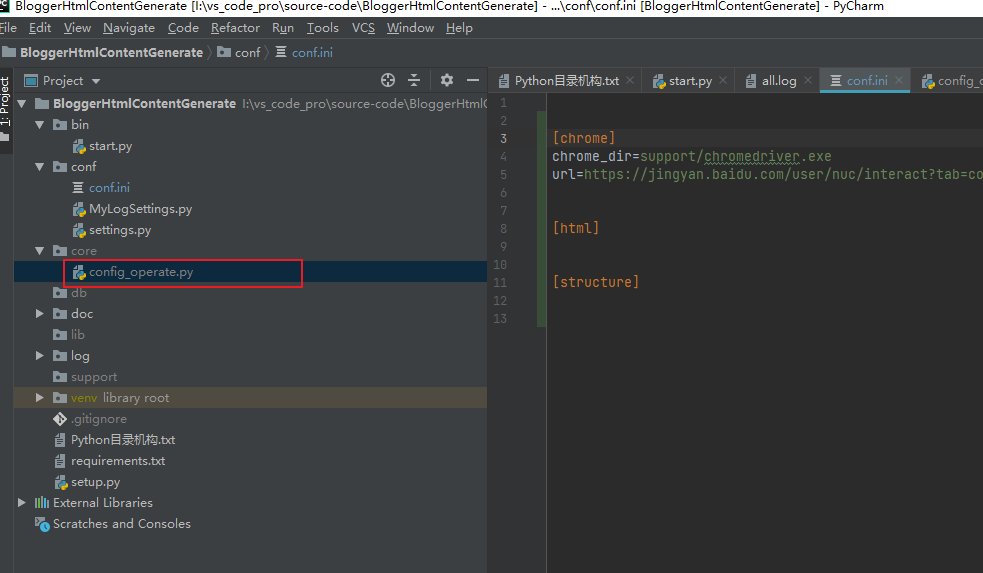 BloggerHtmlContentGenerate [I:\vs_code_pro\source-code\BloggerHtmlContentGenerate] - ...\conf\conf.ini [BloggerHtmlContentGenerate] - PyCharm
File Edit View Navigate Code Refactor Run Tools VCS Window Help
BloggerHtmlContentGenerate conf conf.ini
1: Project
Project
BloggerHtmlContentGenerate I:\vs_code_pro\source-code\BloggerHtmlC
bin
start.py
conf
conf.ini
MyLogSettings.py
settings.py
core
config_operate.py
db
doc
lib
log
support
venv library root
.gitignore
Python目录机构.txt
requirements.txt
setup.py
External Libraries
Scratches and Consoles
Python目录机构.txt start.py all.log conf.ini config_c
1
2
3 [chrome]
4 chrome_dir=support/chromedriver.exe
5 url=https://jingyan.baidu.com/user/nuc/interact?tab=co
6
7
8 [html]
9
10
11 [structure]
12
13